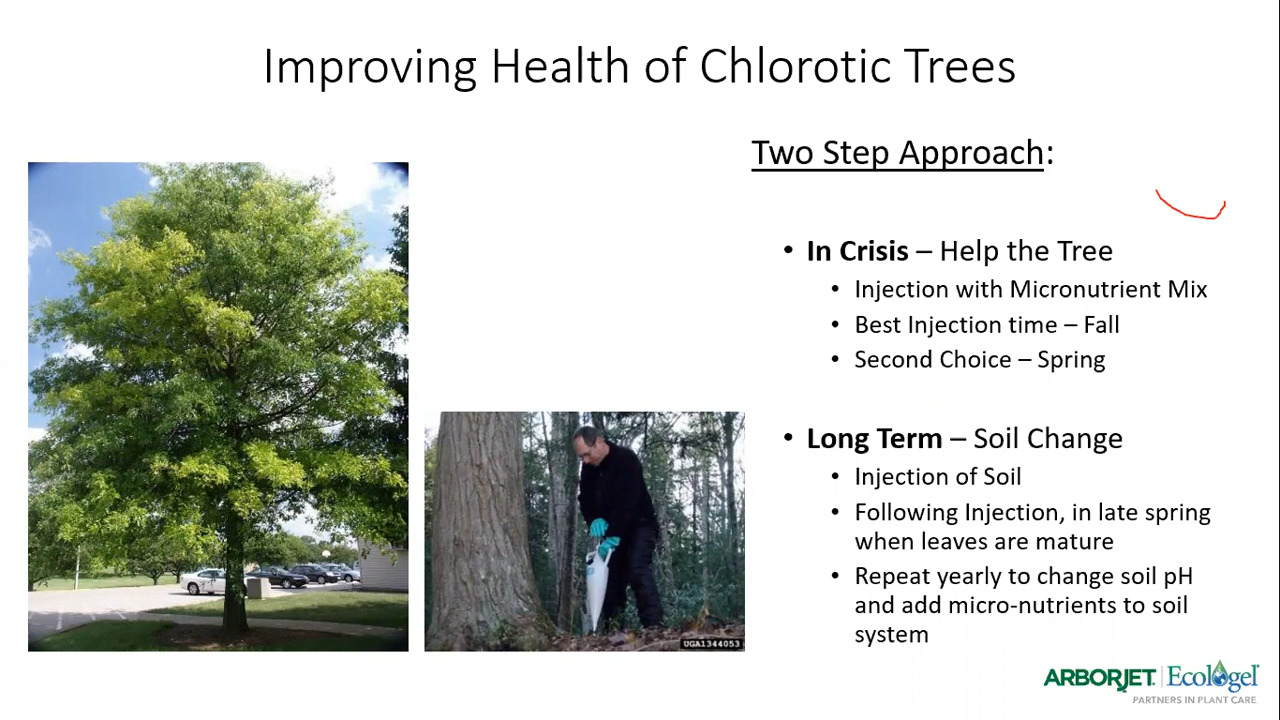 Improving Health of Chlorotic Trees
Two Step Approach:
• In Crisis – Help the Tree
• Injection with Micronutrient Mix
• Best Injection time – Fall
• Second Choice – Spring
• Long Term – Soil Change
• Injection of Soil
• Following Injection, in late spring
when leaves are mature
• Repeat yearly to change soil pH
and add micro-nutrients to soil
system
UGA1344053
ARBORJET | Ecologel
PARTNERS IN PLANT CARE